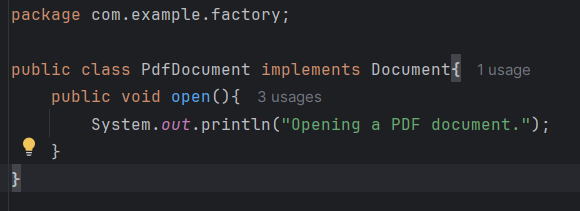 package com.example.factory;
public class PdfDocument implements Document{ 1 usage
public void open(){ 3 usages
System.out.println("Opening a PDF document.");
}
}